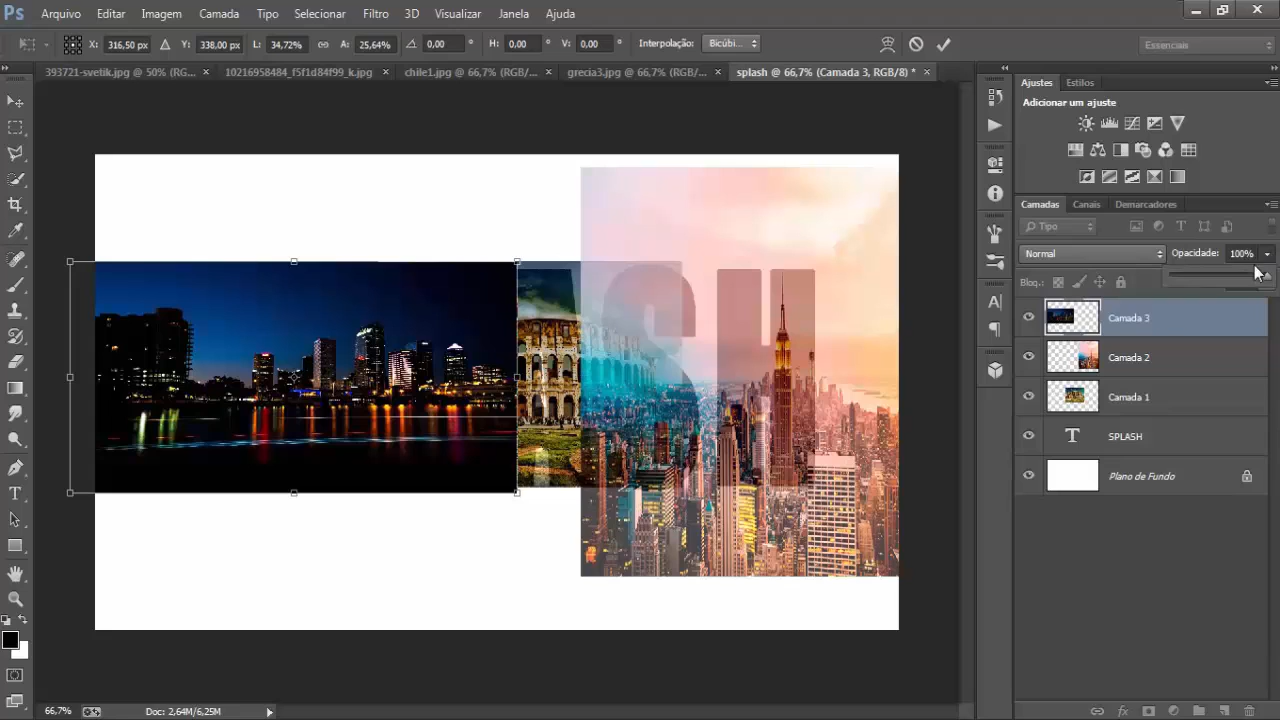 Ps Arquivo Editar Imagem Camada Tipo Selecionar Filtro 3D Visualizar Janela Ajuda
X: 316,50 px Y: 338,00 px L: 34,72% A: 25,64% 0,00 ° H: 0,00 ° V: 0,00 ° Interpolação: Bicúbi... Essenciais
393721-svetik.jpg @ 50% (RG... × 10216958484_f5f1d84f99_k.jpg × chile1.jpg @ 66,7% (RGB/... × grecia3.jpg @ 66,7% (RGB/... × splash @ 66,7% (Camada 3, RGB/8) * ×
Ajustes Estilos
Adicionar um ajuste
Camadas Canais Demarcadores
Tipo
Normal Opacidade: 100%
Bloq.:
Camada 3
Camada 2
Camada 1
T SPLASH
Plano de Fundo
SH
66,7% Doc: 2,64M/6,25M